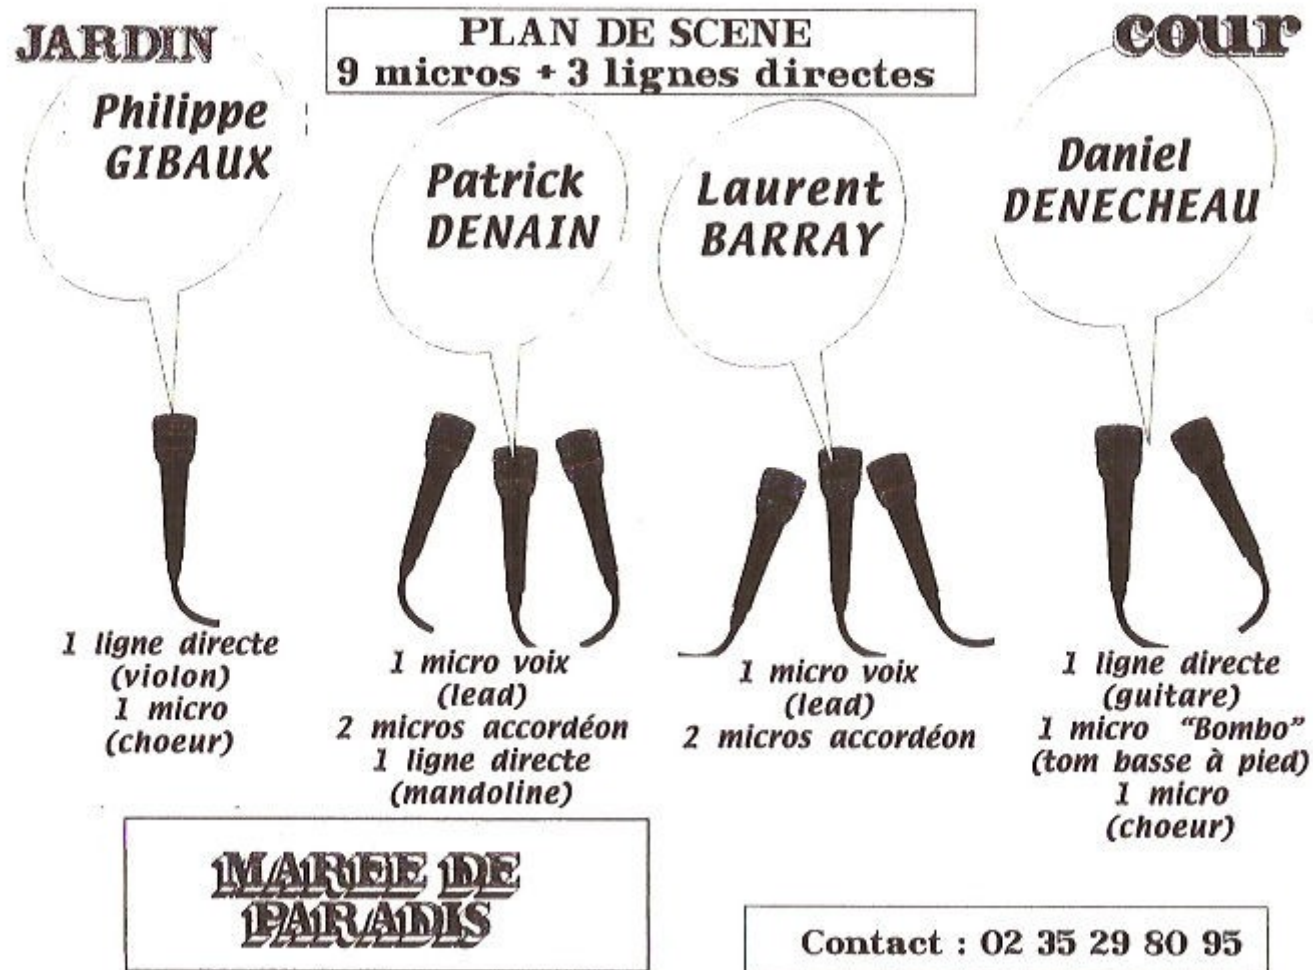 JARDIN
PLAN DE SCENE
9 micros + 3 lignes directes
cour
Philippe
GIBAUX
Patrick
DENAIN
Laurent
BARRAY
Daniel
DENECHEAU
1 ligne directe
(violon)
1 micro
(choeur)
1 micro voix
(lead)
2 micros accordéon
1 ligne directe
(mandoline)
1 micro voix
(lead)
2 micros accordéon
1 ligne directe
(guitare)
1 micro "Bombo"
(tom basse à pied)
1 micro
(choeur)
MAREE DE
PARADIS
Contact : 02 35 29 80 95